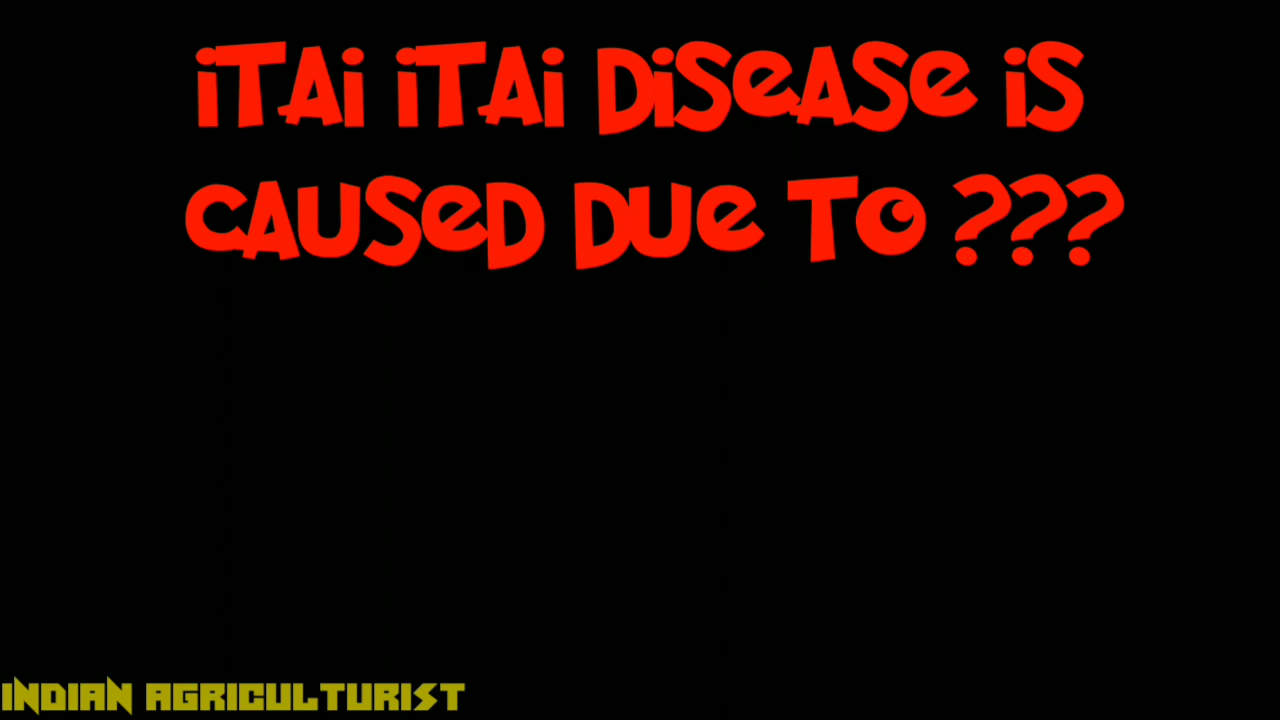 iTAi iTAi DiSeASe iS
CAUSeD DUe TO ???
INDIAN AGRICULTURIST